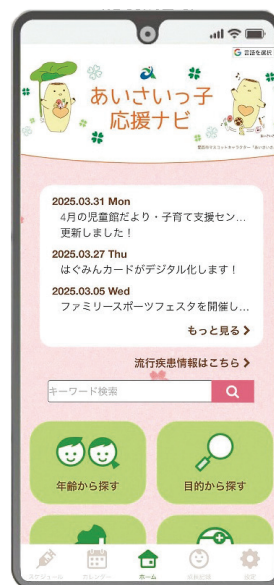 G 言語を選択
あいさいっ子
応援ナビ
2025.03.31 Mon
4月の児童館だより・子育て支援セン...
更新しました！
2025.03.27 Thu
はぐみんカードがデジタル化します！
2025.03.05 Wed
ファミリースポーツフェスタを開催し...
もっと見る
流行疾患情報はこちら
キーワード検索
年齢から探す
目的から探す
カレンダー
ホーム